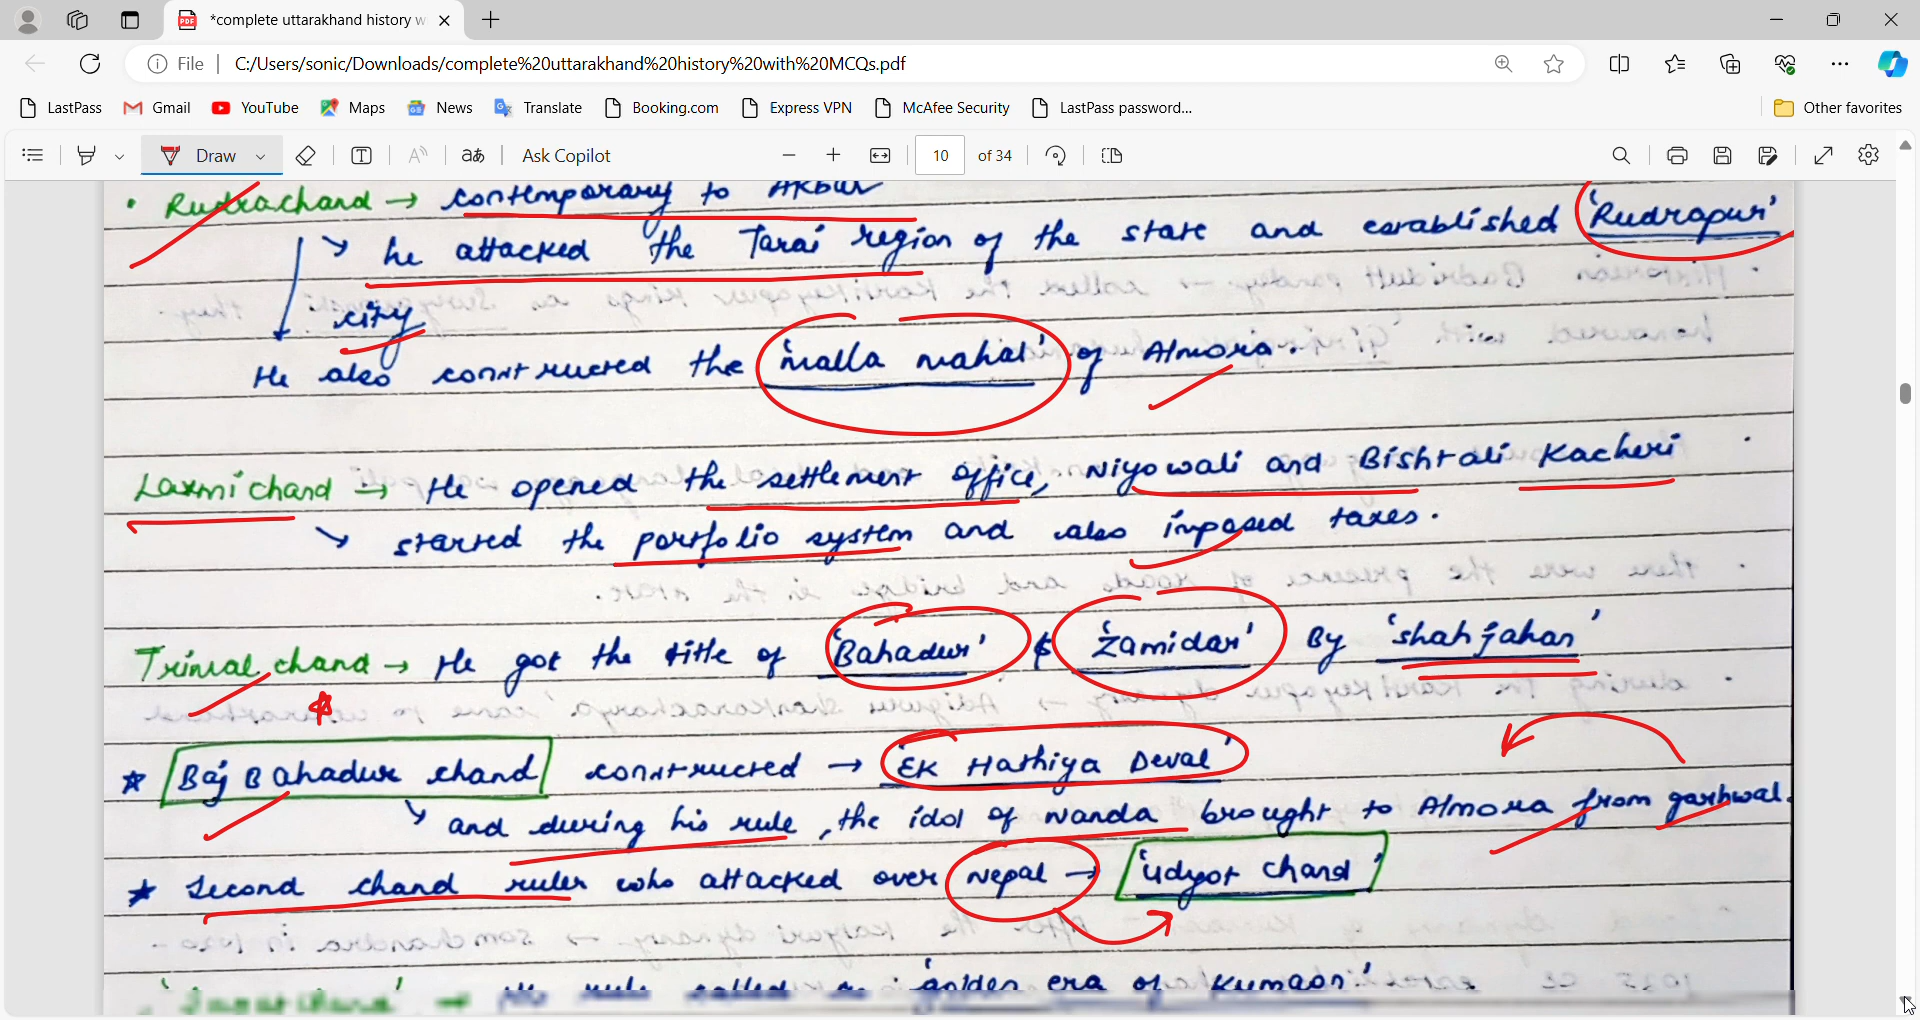 *complete uttarakhand history w
File
C:/Users/sonic/Downloads/complete%20uttarakhand%20history%20with%20MCQs.pdf
LastPass Gmail YouTube Maps News Translate Booking.com Express VPN McAfee Security LastPass password... Other favorites
Draw Ask Copilot 10 of 34
• Rudrachand → contemporary to Akbar
↘ he attacked the Tarai region of the state and established 'Rudrapur'
city
He also constructed the 'malla mahal' of Almora.
Laxmi chand → He opened the settlement office, Niyowali and Bishtali Kacheri
↘ started the portfolio system and also imposed taxes.
Trimal chand → He got the title of 'Bahadur' & 'Zamidar' By 'shah jahan'
★ Baj Bahadur chand constructed → 'EK Hathiya Deval'
↘ and during his rule, the idol of Nanda brought to Almora from garhwal.
★ Second chand ruler who attacked over Nepal → 'Udyot chand'
golden era of Kumaon'